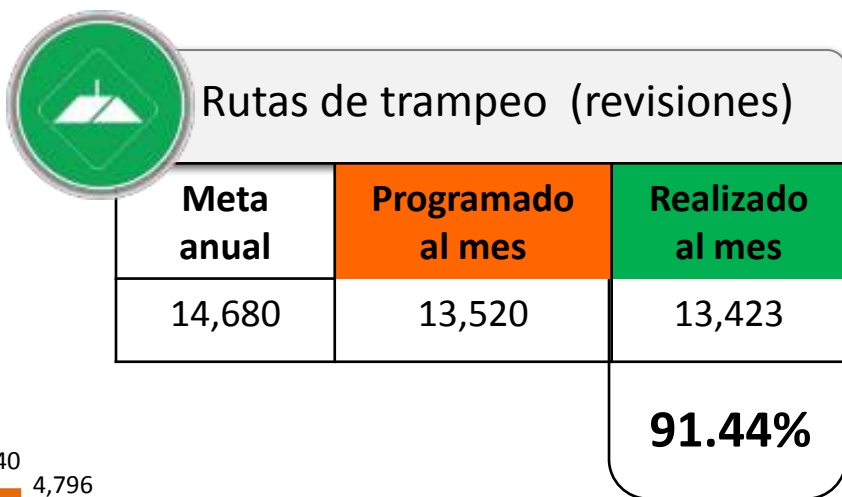 Rutas de trampeo (revisiones)
Meta anual
Programado al mes
Realizado al mes
14,680
13,520
13,423
91.44%
4,796